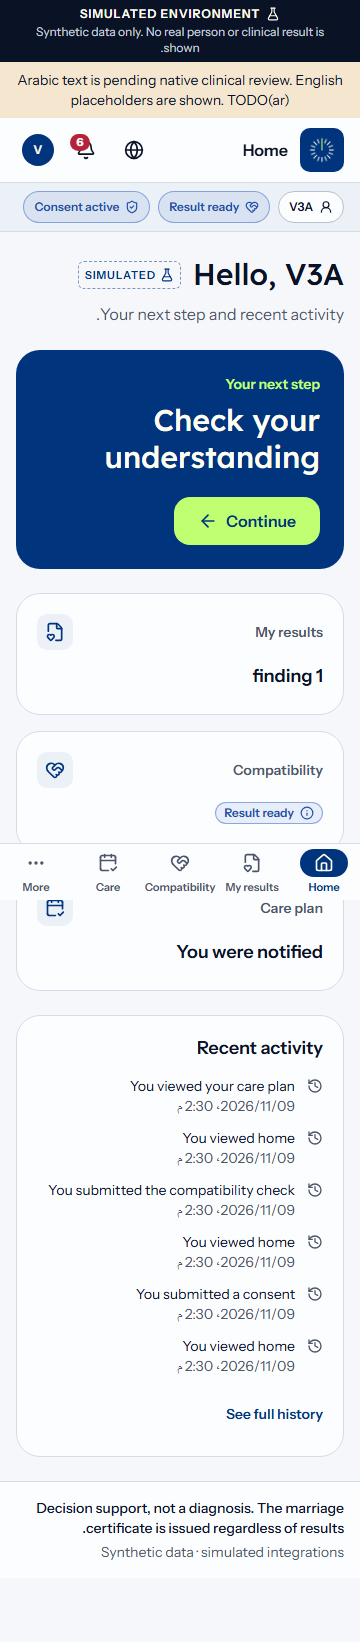 SIMULATED ENVIRONMENT
Synthetic data only. No real person or clinical result is
.shown
Arabic text is pending native clinical review. English
placeholders are shown. TODO(ar)
Home
6
V
V3A
Result ready
Consent active
Hello, V3A
SIMULATED
.Your next step and recent activity
Your next step
Check your
understanding
Continue
My results
finding 1
Compatibility
Result ready
Home
My results
Compatibility
Care
More
Care plan
You were notified
Recent activity
You viewed your care plan
2026/11/09، 2:30 م
You viewed home
2026/11/09، 2:30 م
You submitted the compatibility check
2026/11/09، 2:30 م
You viewed home
2026/11/09، 2:30 م
You submitted a consent
2026/11/09، 2:30 م
You viewed home
2026/11/09، 2:30 م
See full history
Decision support, not a diagnosis. The marriage
.certificate is issued regardless of results
Synthetic data · simulated integrations